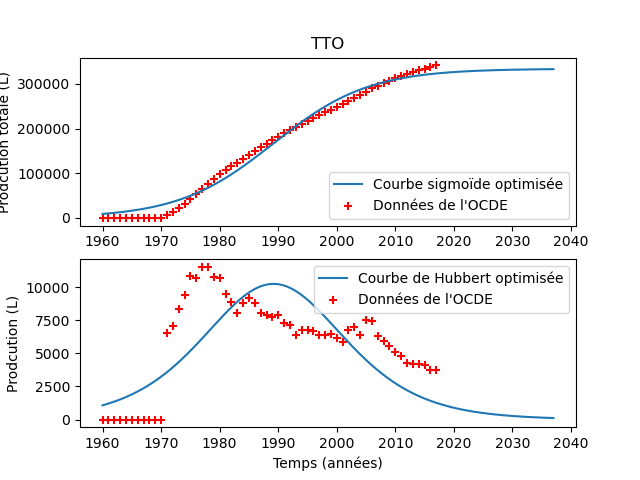 TTO
Prodcution totale (L)
300000
200000
100000
0
Courbe sigmoïde optimisée
Données de l'OCDE
1960 1970 1980 1990 2000 2010 2020 2030 2040
Prodcution (L)
10000
7500
5000
2500
0
Courbe de Hubbert optimisée
Données de l'OCDE
1960 1970 1980 1990 2000 2010 2020 2030 2040
Temps (années)